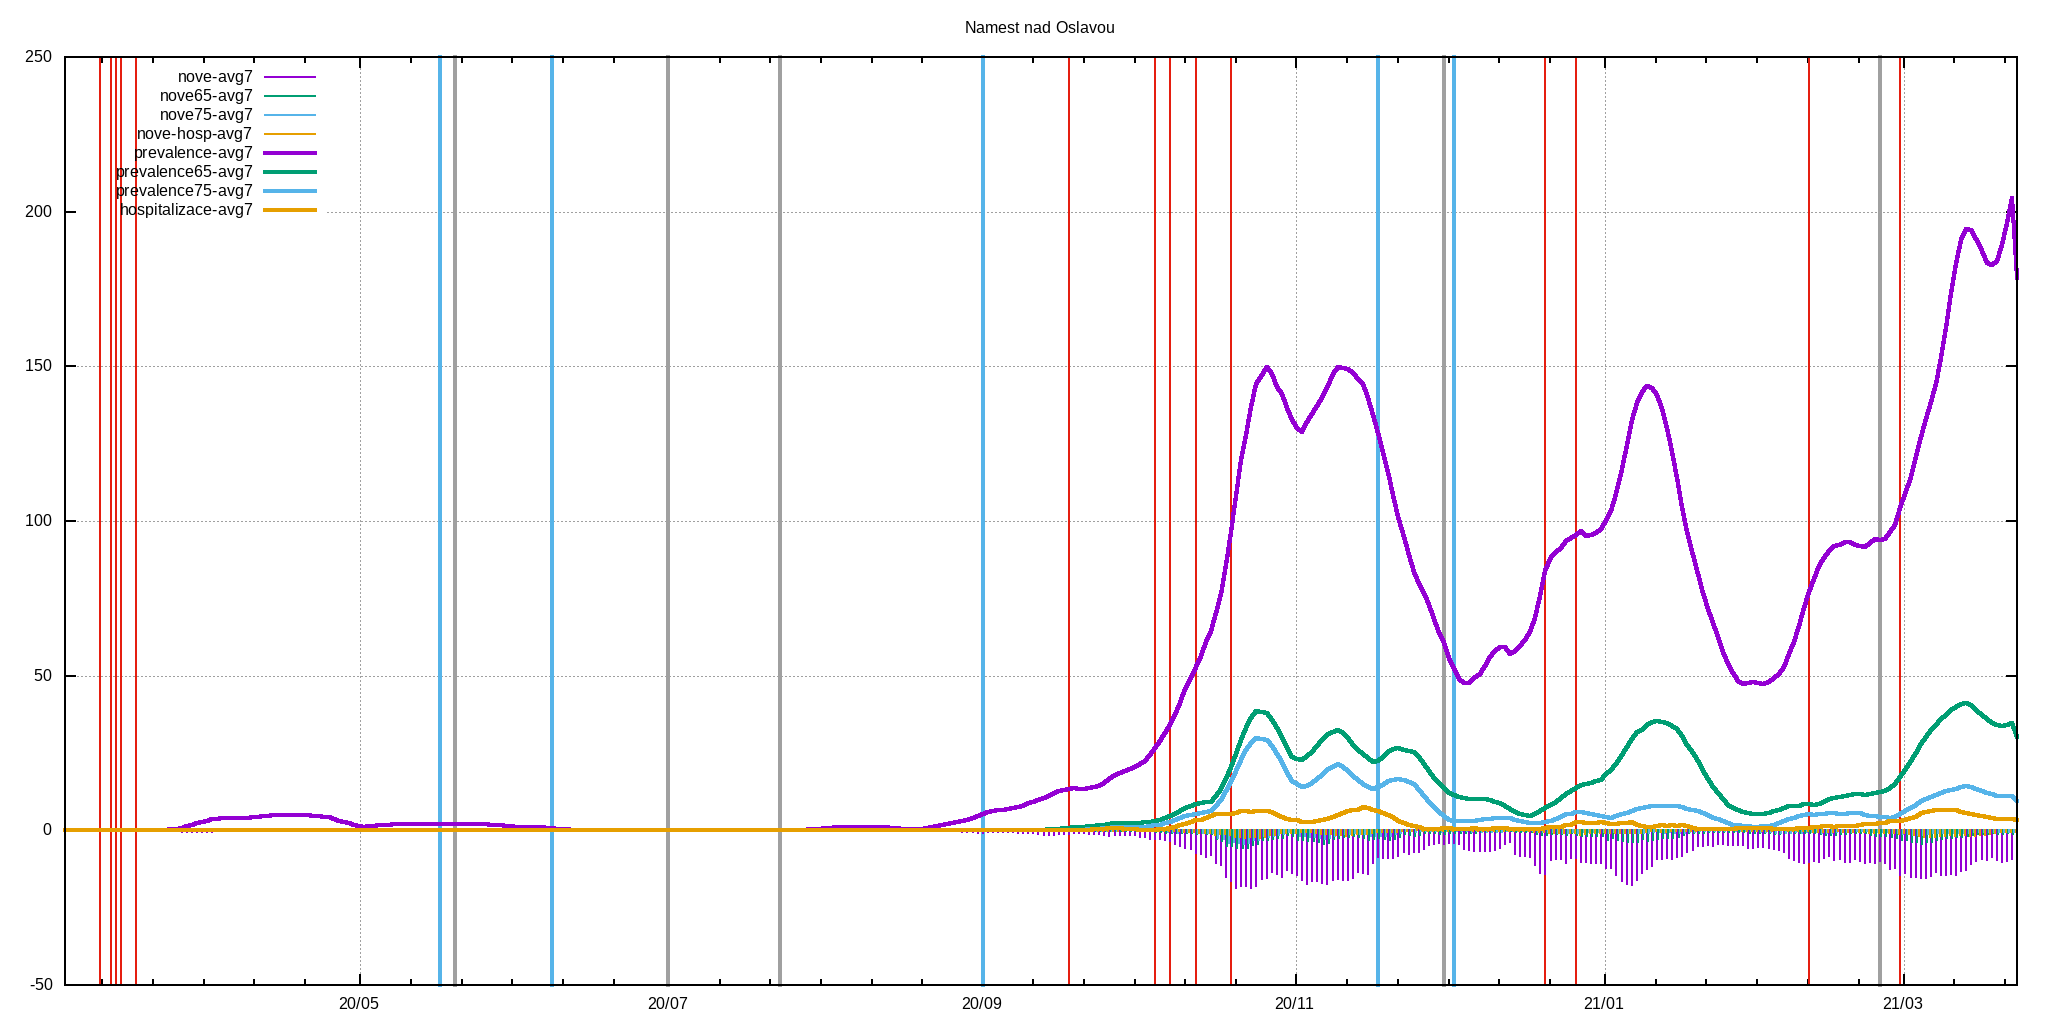 Namest nad Oslavou
250
200
150
100
50
0
-50
nove-avg7
nove65-avg7
nove75-avg7
nove-hosp-avg7
prevalence-avg7
prevalence65-avg7
prevalence75-avg7
hospitalizace-avg7
20/05
20/07
20/09
20/11
21/01
21/03